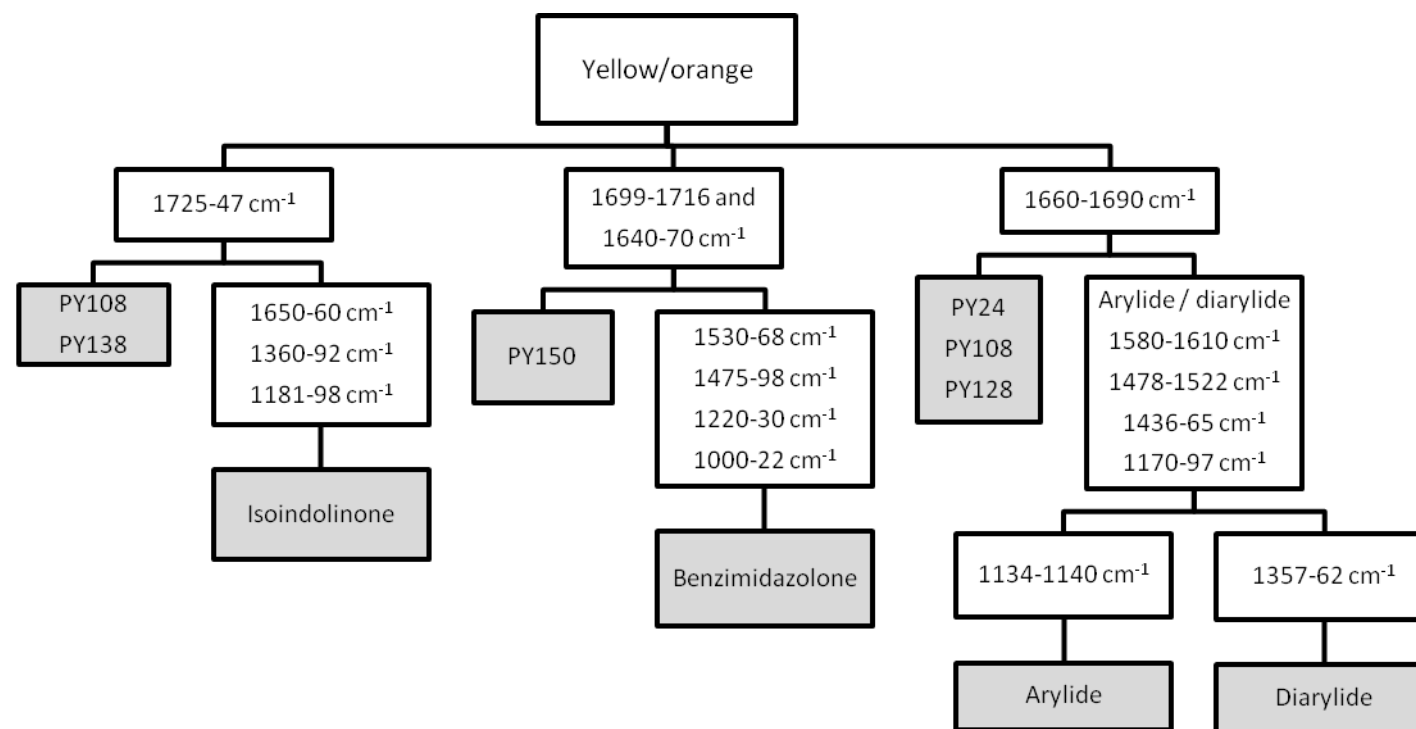 Yellow/orange
1725-47 cm⁻¹
1699-1716 and
1640-70 cm⁻¹
1660-1690 cm⁻¹
PY108
PY138
1650-60 cm⁻¹
1360-92 cm⁻¹
1181-98 cm⁻¹
PY150
1530-68 cm⁻¹
1475-98 cm⁻¹
1220-30 cm⁻¹
1000-22 cm⁻¹
PY24
PY108
PY128
Arylide / diarylide
1580-1610 cm⁻¹
1478-1522 cm⁻¹
1436-65 cm⁻¹
1170-97 cm⁻¹
Isoindolinone
Benzimidazolone
1134-1140 cm⁻¹
1357-62 cm⁻¹
Arylide
Diarylide